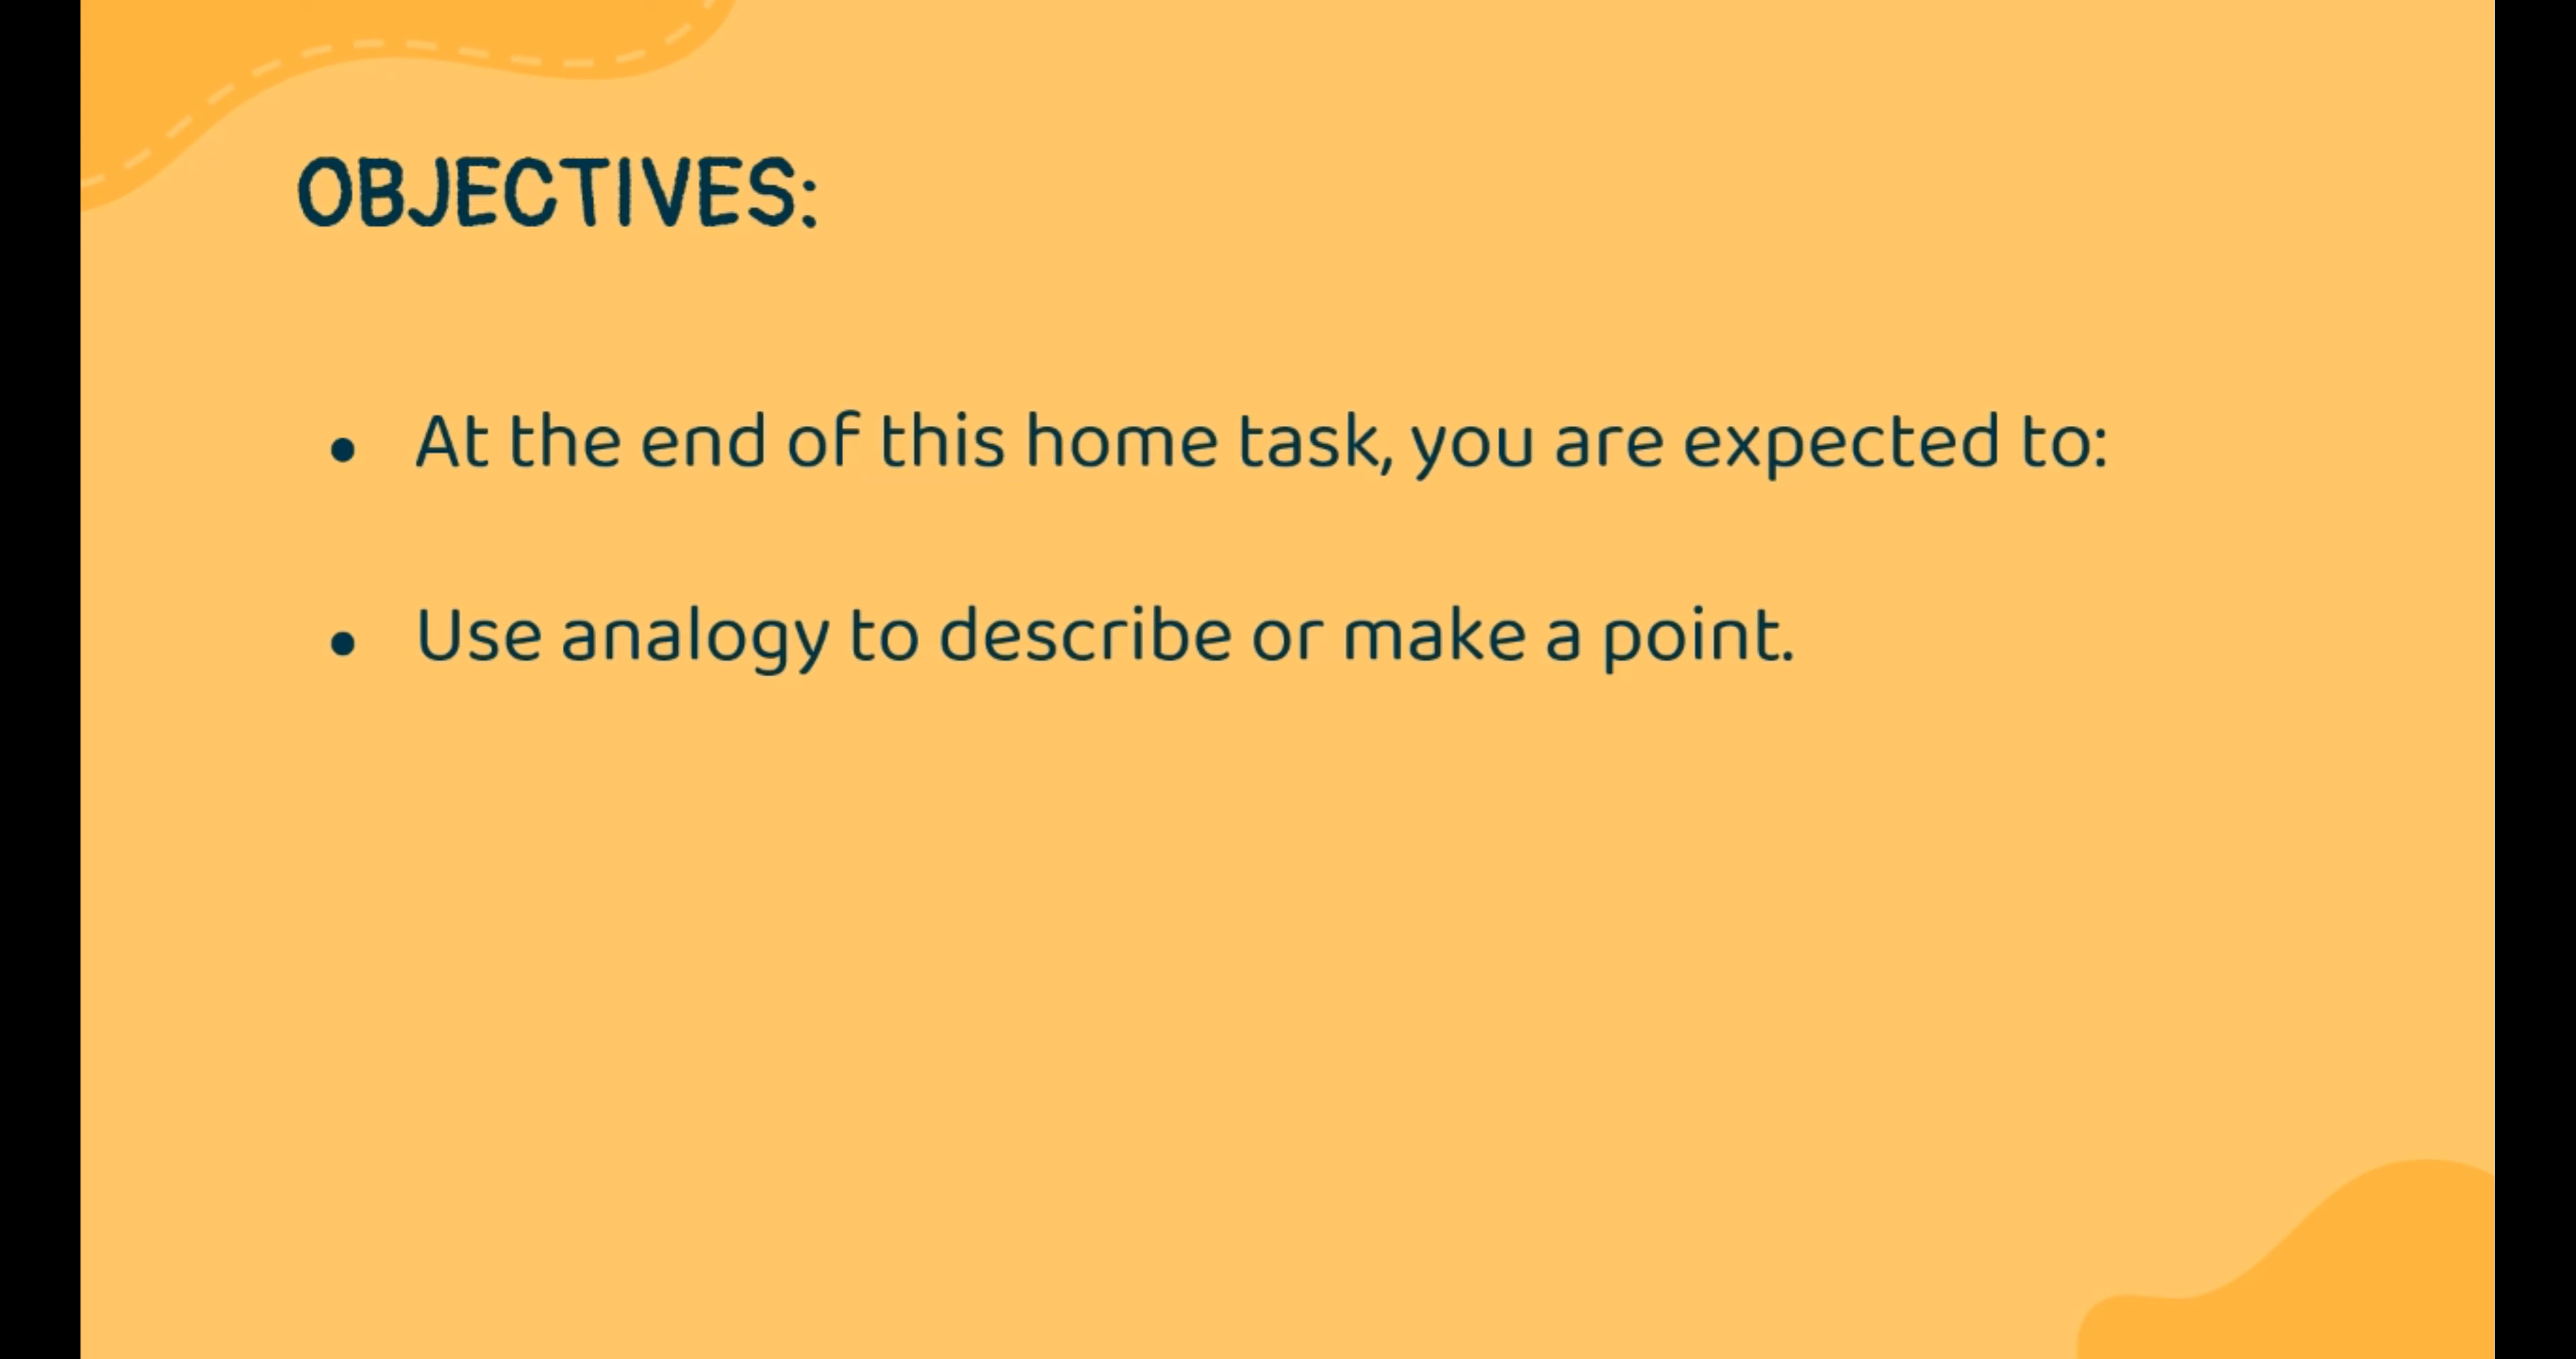 OBJECTIVES:
• At the end of this home task, you are expected to:
• Use analogy to describe or make a point.